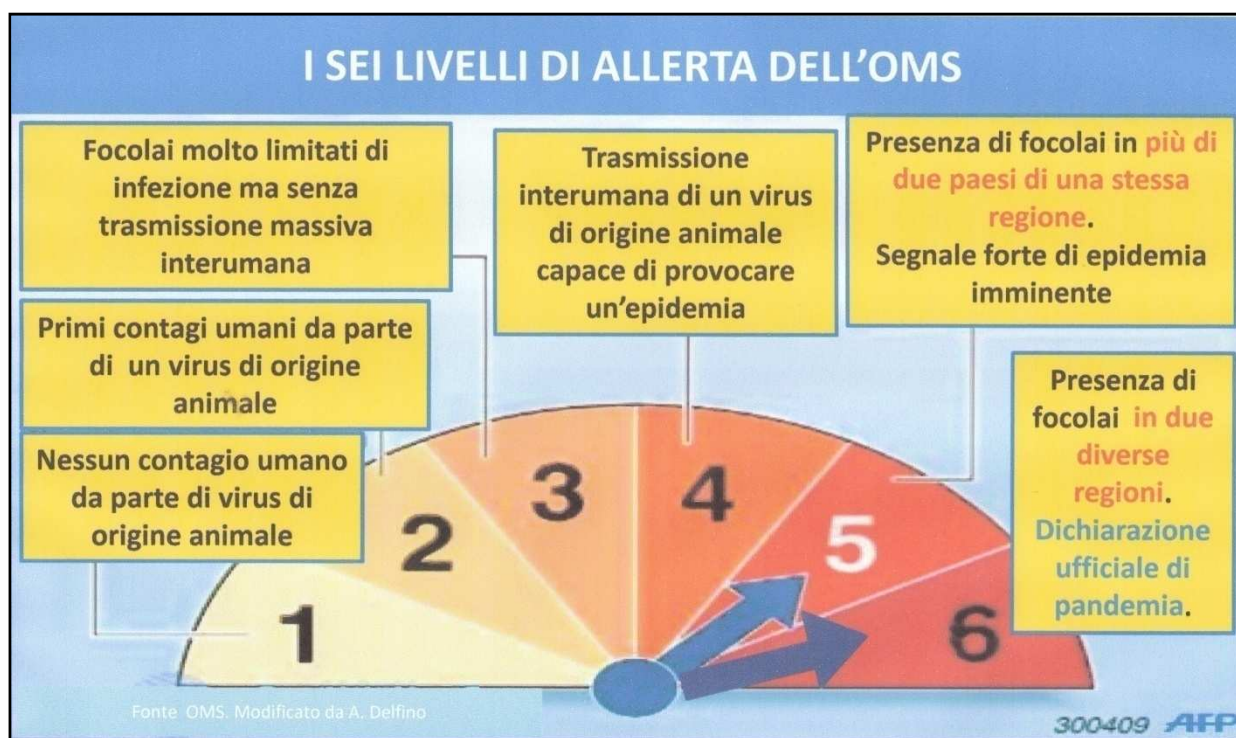 I SEI LIVELLI DI ALLERTA DELL’OMS
Focolai molto limitati di
infezione ma senza
trasmissione massiva
interumana
Trasmissione
interumana di un virus
di origine animale
capace di provocare
un’epidemia
Presenza di focolai in più di
due paesi di una stessa
regione.
Segnale forte di epidemia
imminente
Primi contagi umani da parte
di un virus di origine
animale
Presenza di
focolai in due
diverse
regioni.
Dichiarazione
ufficiale di
pandemia.
Nessun contagio umano
da parte di virus di
origine animale
1
2
3
4
5
6
Fonte OMS. Modificato da A. Delfino
300409 AFP